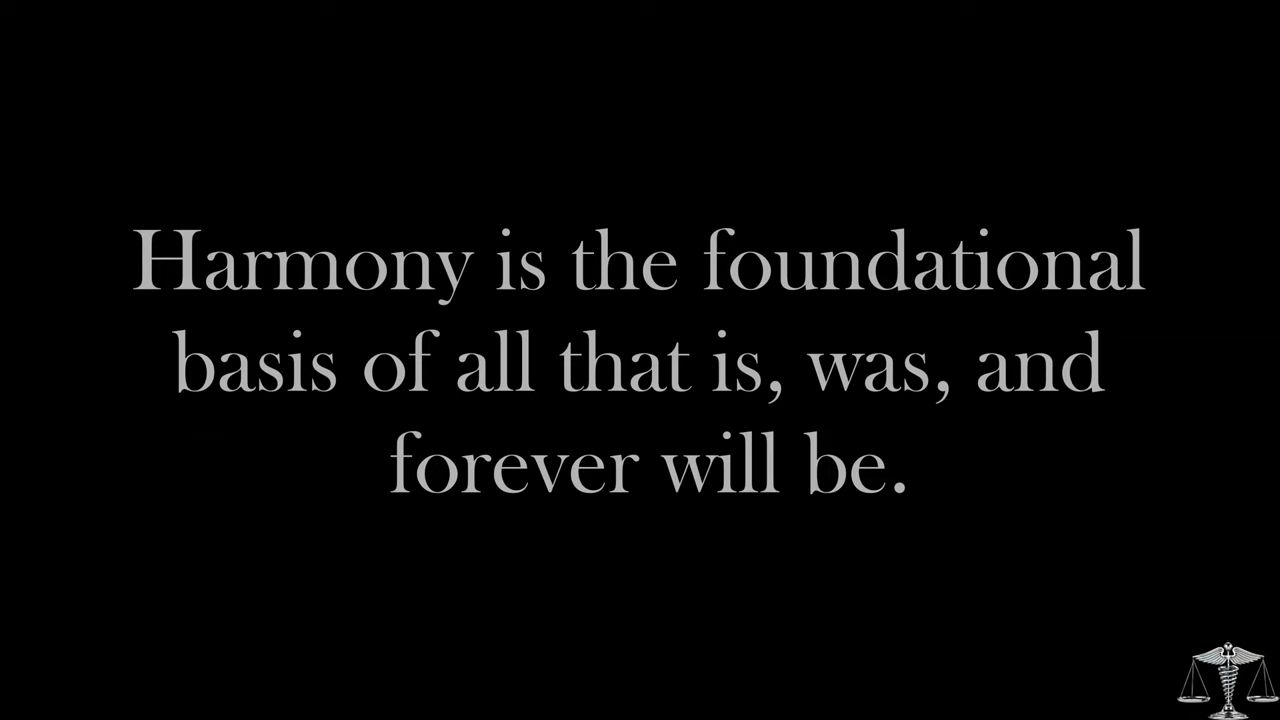 Harmony is the foundational
basis of all that is, was, and
forever will be.